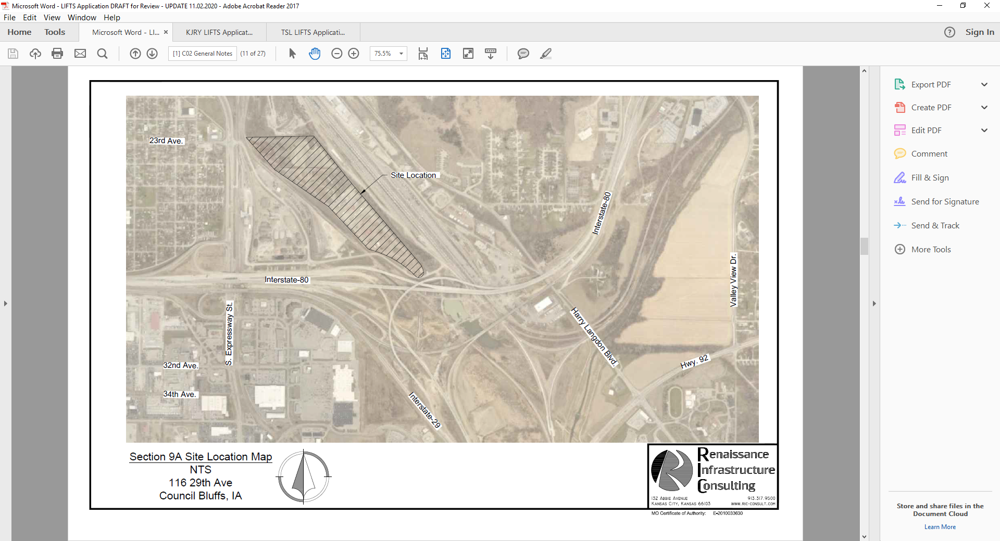 Microsoft Word - LIFTS Application DRAFT for Review - UPDATE 11.02.2020 - Adobe Acrobat Reader 2017
File Edit View Window Help
Home Tools Microsoft Word - LI... × KJRY LIFTS Applicat... TSL LIFTS Applicati... Sign In
[1] C02 General Notes (11 of 27) 75.5%
Export PDF
Create PDF
Edit PDF
Comment
Fill & Sign
Send for Signature
Send & Track
More Tools
Store and share files in the
Document Cloud
Learn More
23rd Ave.
Site Location
Interstate-80
Valley View Dr.
Interstate-80
S. Expressway St.
Harry Langdon Blvd.
Hwy. 92
32nd Ave.
34th Ave.
Interstate-29
Section 9A Site Location Map
NTS
116 29th Ave
Council Bluffs, IA
Renaissance
Infrastructure
Consulting
132 ABBIE AVENUE 913.317.9500
KANSAS CITY, KANSAS 66103 WWW.RIC-CONSULT.COM
MO Certificate of Authority: E-2010033630